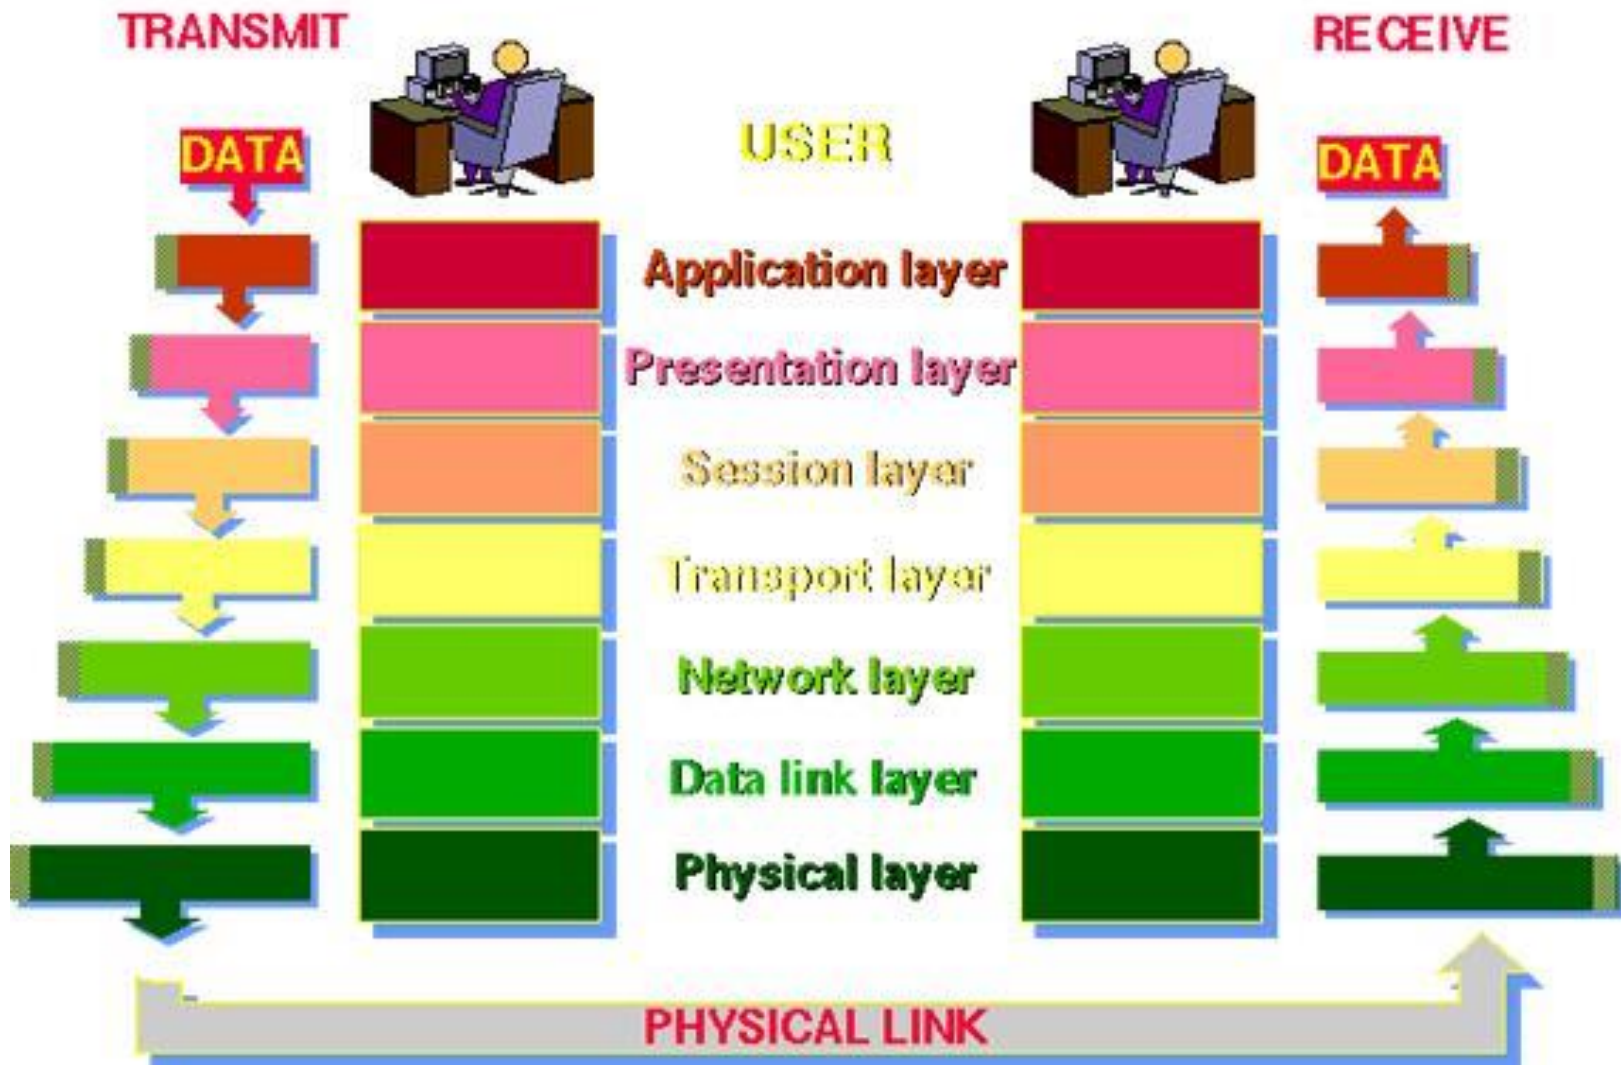 TRANSMIT
RECEIVE
DATA
USER
DATA
Application layer
Presentation layer
Session layer
Transport layer
Network layer
Data link layer
Physical layer
PHYSICAL LINK